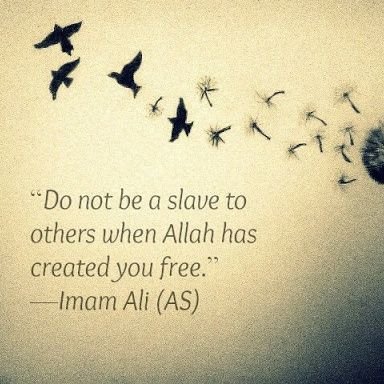 “Do not be a slave to
others when Allah has
created you free.”
—Imam Ali (AS)